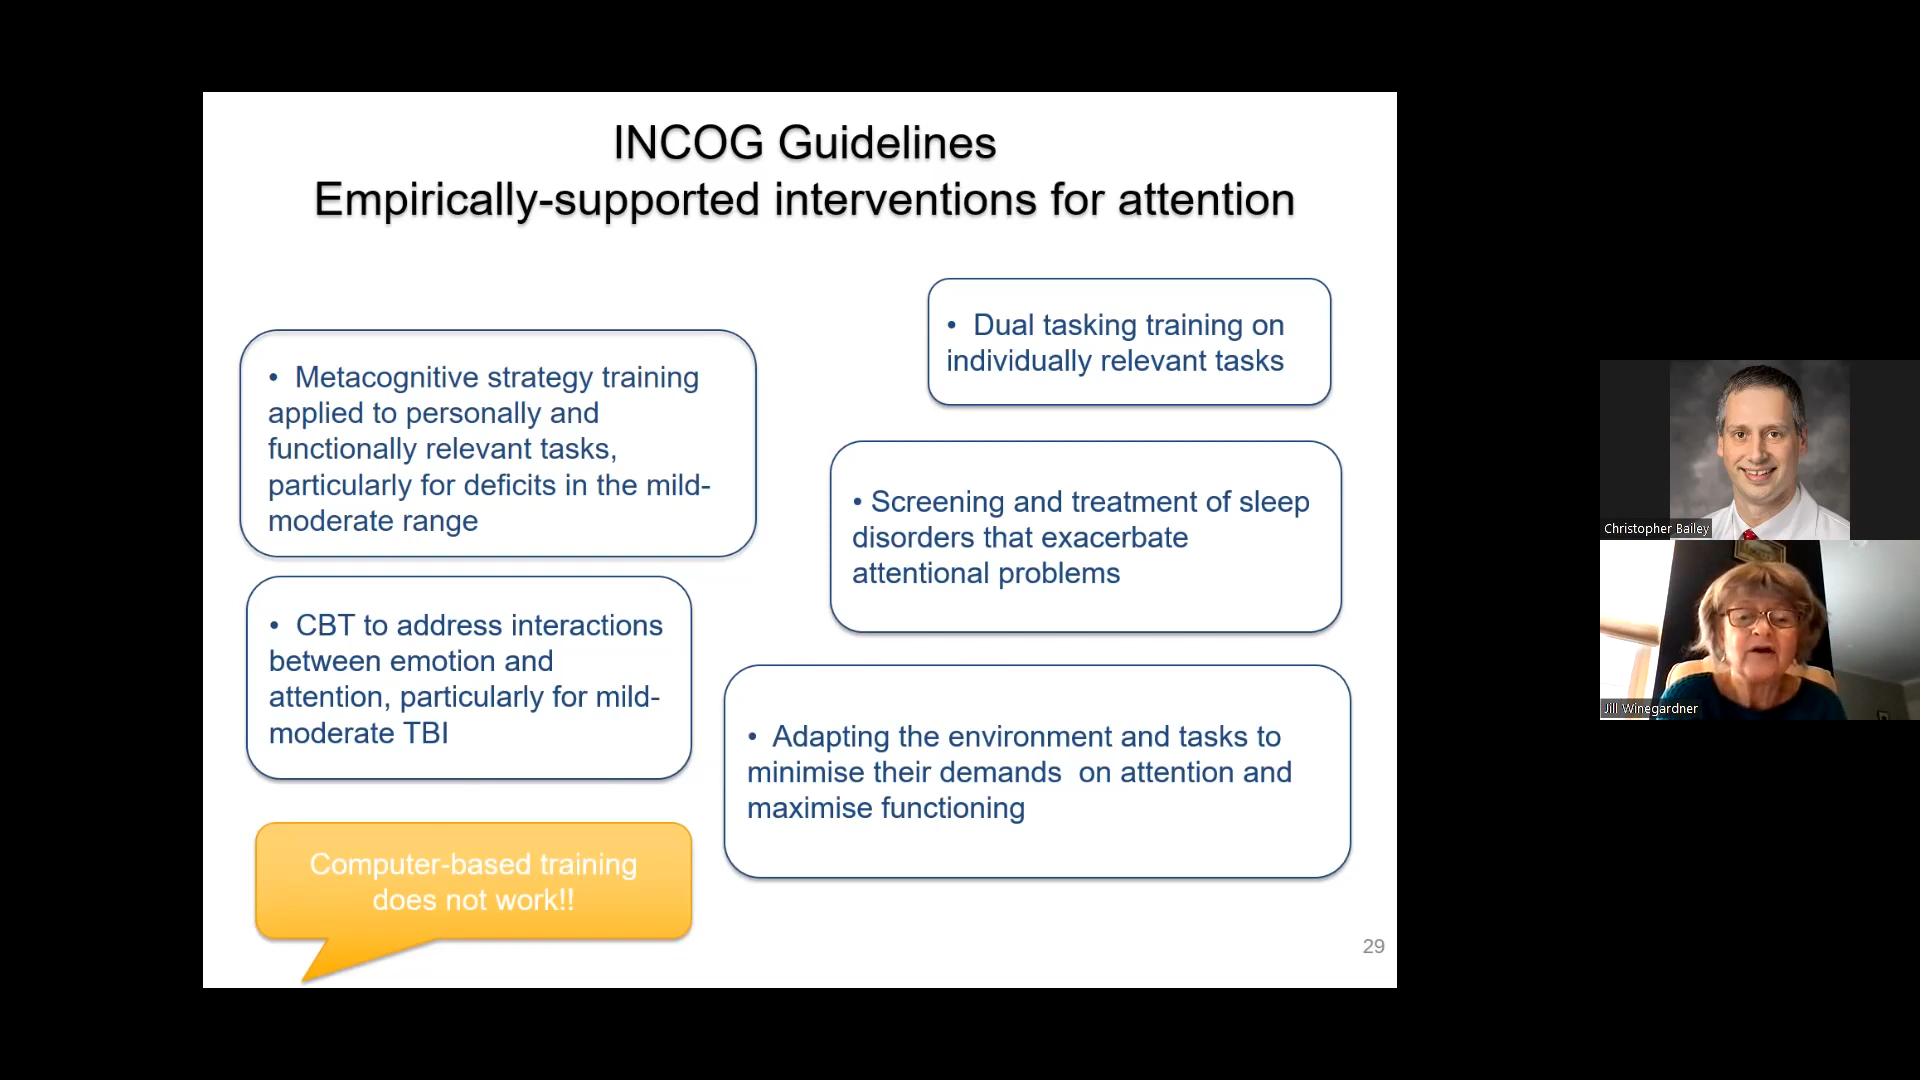 INCOG Guidelines
Empirically-supported interventions for attention
• Metacognitive strategy training
applied to personally and
functionally relevant tasks,
particularly for deficits in the mild-
moderate range
• CBT to address interactions
between emotion and
attention, particularly for mild-
moderate TBI
Computer-based training
does not work!!
• Dual tasking training on
individually relevant tasks
• Screening and treatment of sleep
disorders that exacerbate
attentional problems
• Adapting the environment and tasks to
minimise their demands  on attention and
maximise functioning
29
Christopher Bailey
Jill Winegardner